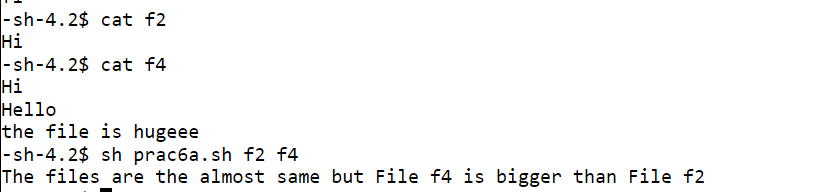 -sh-4.2$ cat f2
Hi
-sh-4.2$ cat f4
Hi
Hello
the file is hugeee
-sh-4.2$ sh prac6a.sh f2 f4
The files are the almost same but File f4 is bigger than File f2